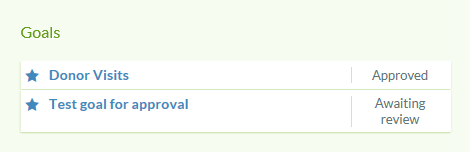 Goals
Donor Visits Approved
Test goal for approval Awaiting
review